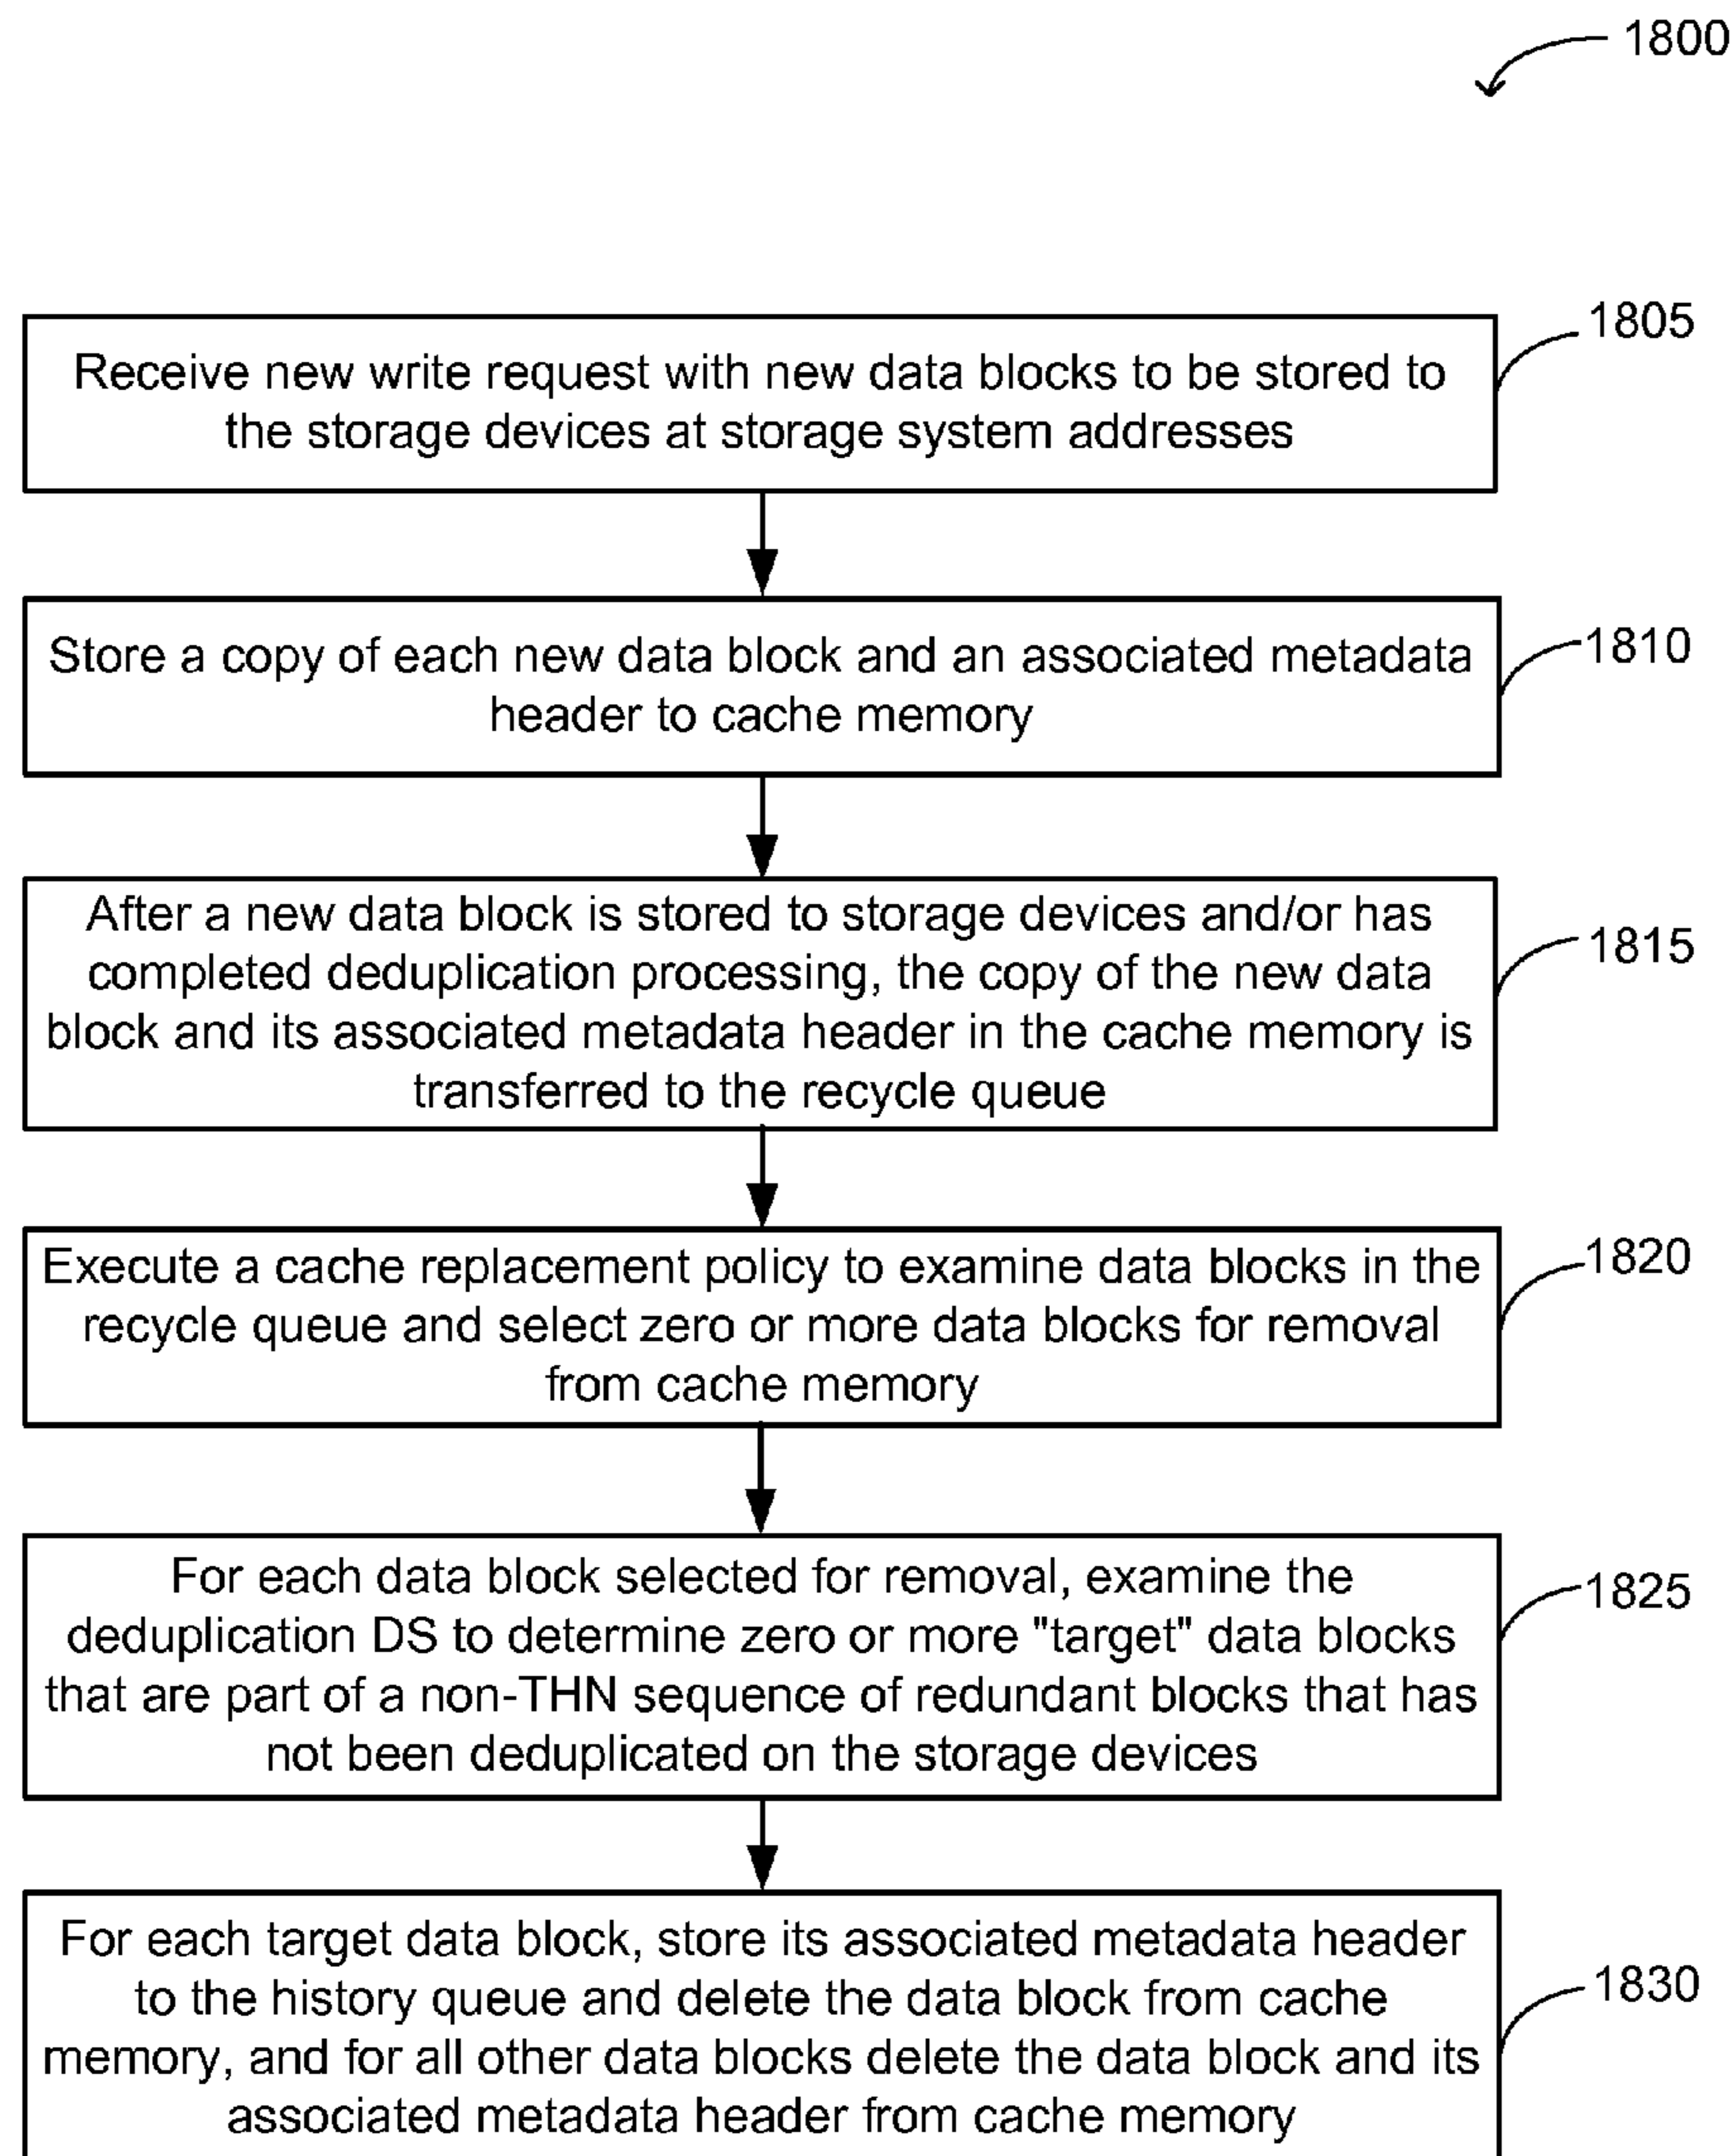 1800
1805
Receive new write request with new data blocks to be stored to
the storage devices at storage system addresses
1810
Store a copy of each new data block and an associated metadata
header to cache memory
1815
After a new data block is stored to storage devices and/or has
completed deduplication processing, the copy of the new data
block and its associated metadata header in the cache memory is
transferred to the recycle queue
1820
Execute a cache replacement policy to examine data blocks in the
recycle queue and select zero or more data blocks for removal
from cache memory
1825
For each data block selected for removal, examine the
deduplication DS to determine zero or more "target" data blocks
that are part of a non-THN sequence of redundant blocks that has
not been deduplicated on the storage devices
1830
For each target data block, store its associated metadata header
to the history queue and delete the data block from cache
memory, and for all other data blocks delete the data block and its
associated metadata header from cache memory